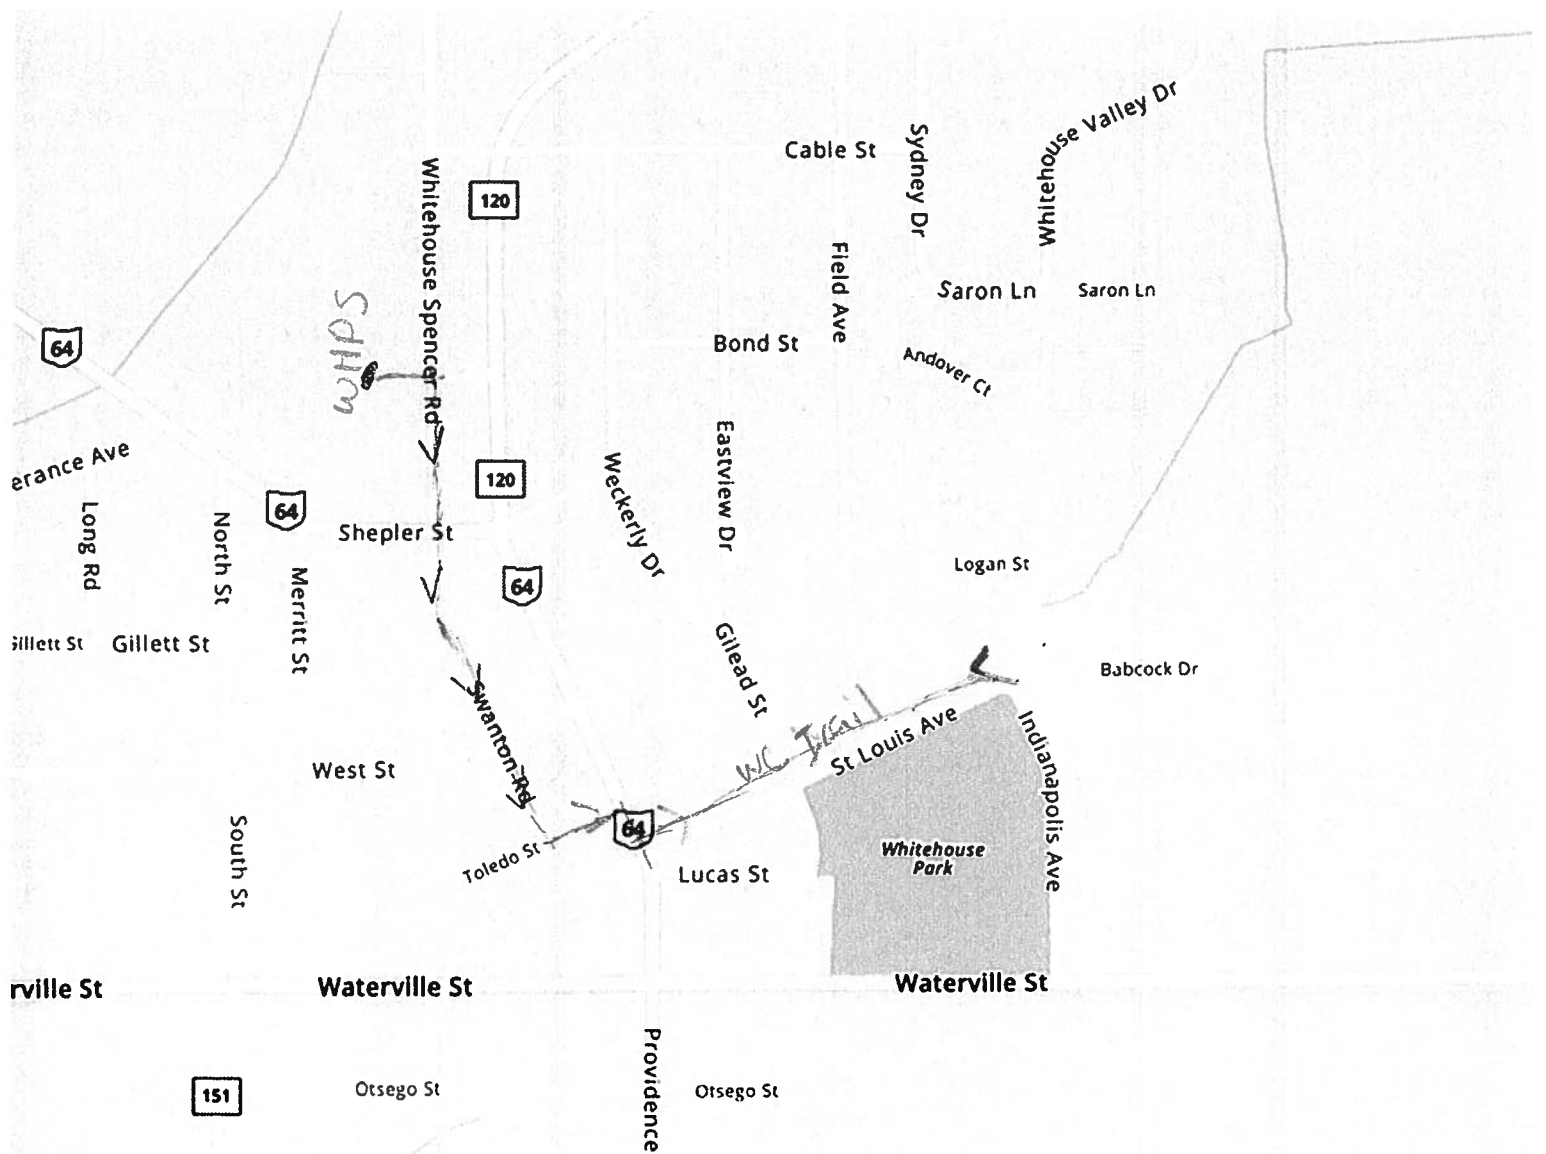 Cable St
Sydney Dr
Whitehouse Valley Dr
Whitehouse Spencer Rd
120
Field Ave
Saron Ln
Saron Ln
WHPS
64
Bond St
Andover Ct
erance Ave
Long Rd
North St
64
Merritt St
Shepler St
120
64
Weckerly Dr
Eastview Dr
Logan St
Gillett St
Gillett St
Gilead St
Babcock Dr
Swanton Rd
West St
WC
St Louis Ave
Indianapolis Ave
South St
Toledo St
64
Lucas St
Whitehouse
Park
rville St
Waterville St
Waterville St
Providence
151
Otsego St
Otsego St